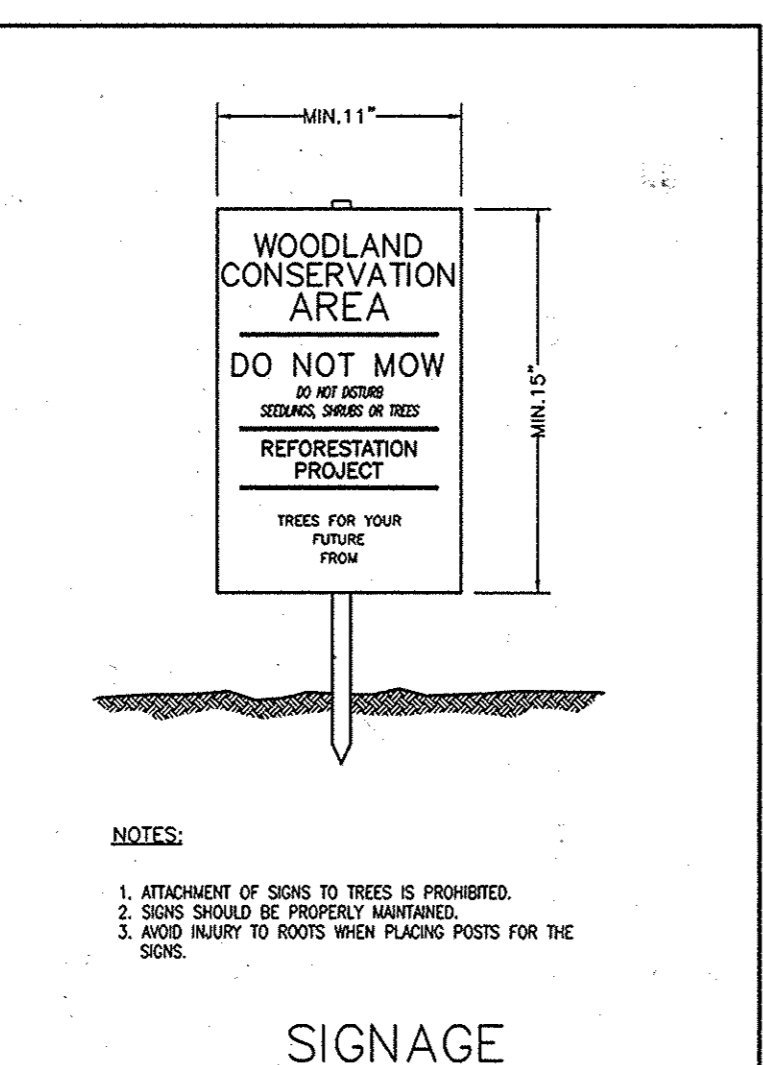 MIN.11"
WOODLAND
CONSERVATION
AREA
DO NOT MOW
DO NOT DISTURB
SEEDLINGS, SHRUBS OR TREES
REFORESTATION
PROJECT
TREES FOR YOUR
FUTURE
FROM
MIN.15"
NOTES:
1. ATTACHMENT OF SIGNS TO TREES IS PROHIBITED.
2. SIGNS SHOULD BE PROPERLY MAINTAINED.
3. AVOID INJURY TO ROOTS WHEN PLACING POSTS FOR THE
SIGNS.
SIGNAGE